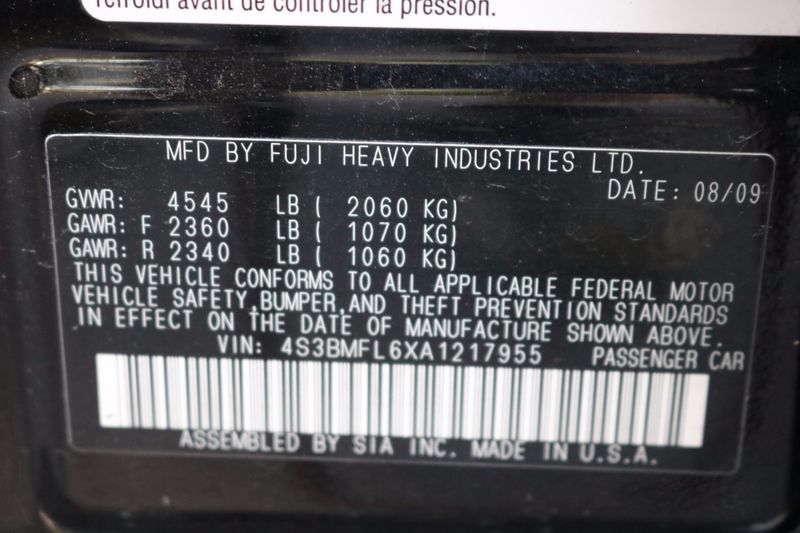 refroidi avant de contrôler la pression.
MFD BY FUJI HEAVY INDUSTRIES LTD.
DATE: 08/09
GVWR: 4545 LB ( 2060 KG)
GAWR: F 2360 LB ( 1070 KG)
GAWR: R 2340 LB ( 1060 KG)
THIS VEHICLE CONFORMS TO ALL APPLICABLE FEDERAL MOTOR
VEHICLE SAFETY,BUMPER,AND THEFT PREVENTION STANDARDS
IN EFFECT ON THE DATE OF MANUFACTURE SHOWN ABOVE.
VIN: 4S3BMFL6XA1217955 PASSENGER CAR
ASSEMBLED BY SIA INC. MADE IN U.S.A.